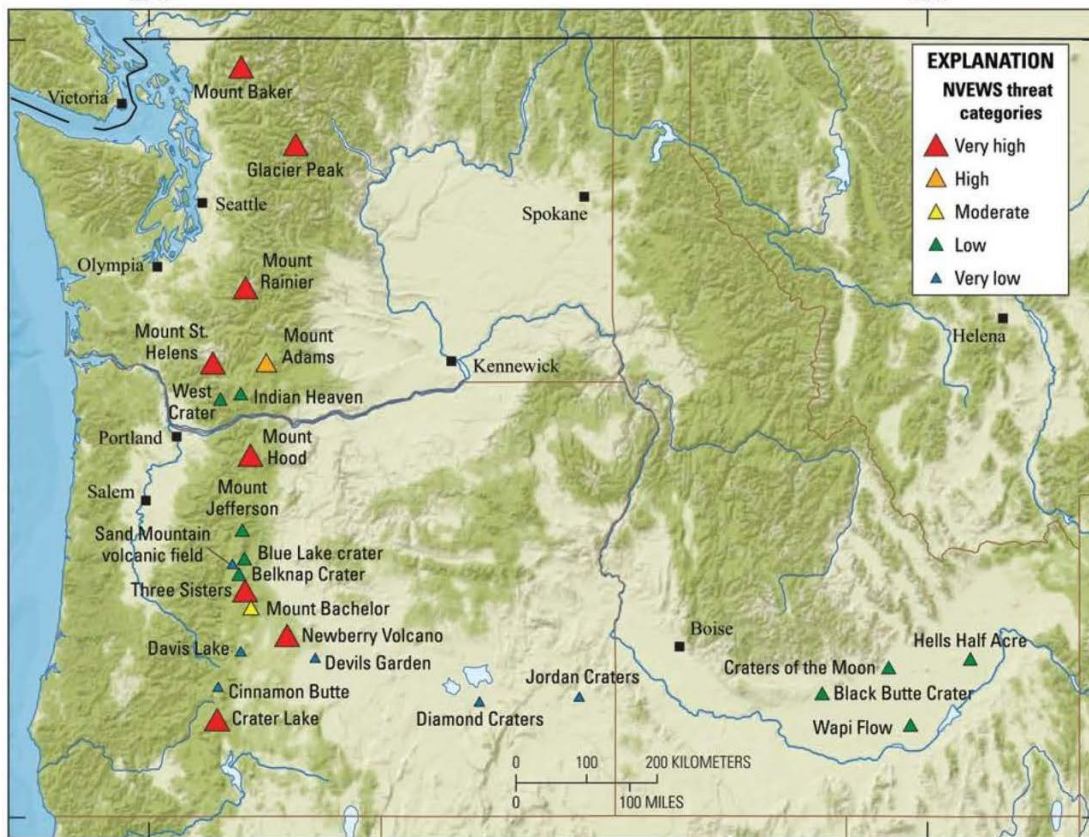 EXPLANATION
NVEWS threat
categories
Very high
High
Moderate
Low
Very low
Mount Baker
Victoria
Glacier Peak
Seattle
Spokane
Olympia
Mount
Rainier
Helena
Mount St.
Helens
Mount
Adams
Kennewick
West
Crater
Indian Heaven
Portland
Mount
Hood
Salem
Mount
Jefferson
Sand Mountain
volcanic field
Blue Lake crater
Belknap Crater
Three Sisters
Mount Bachelor
Newberry Volcano
Boise
Davis Lake
Devils Garden
Hells Half Acre
Craters of the Moon
Jordan Craters
Cinnamon Butte
Black Butte Crater
Crater Lake
Diamond Craters
Wapi Flow
0 100 200 KILOMETERS
0 100 MILES